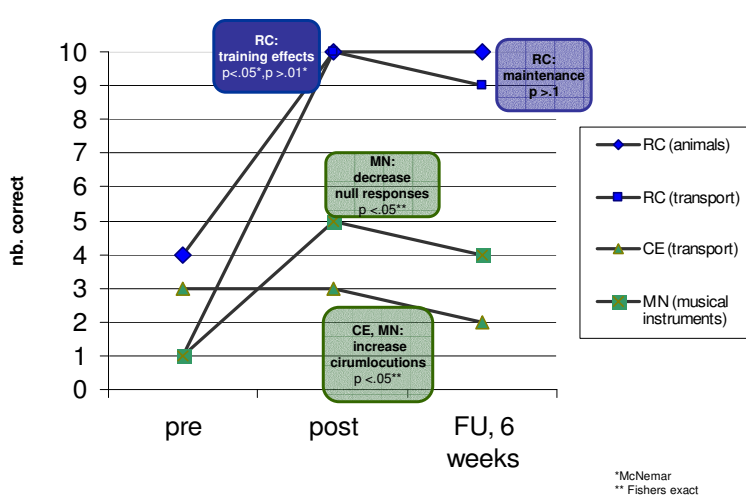 RC:
training effects
p<.05*,p >.01*
RC:
maintenance
p >.1
MN:
decrease
null responses
p <.05**
CE, MN:
increase
cirumlocutions
p <.05**
nb. correct
10
9
8
7
6
5
4
3
2
1
0
pre
post
FU, 6
weeks
RC (animals)
RC (transport)
CE (transport)
MN (musical
instruments)
*McNemar
** Fishers exact